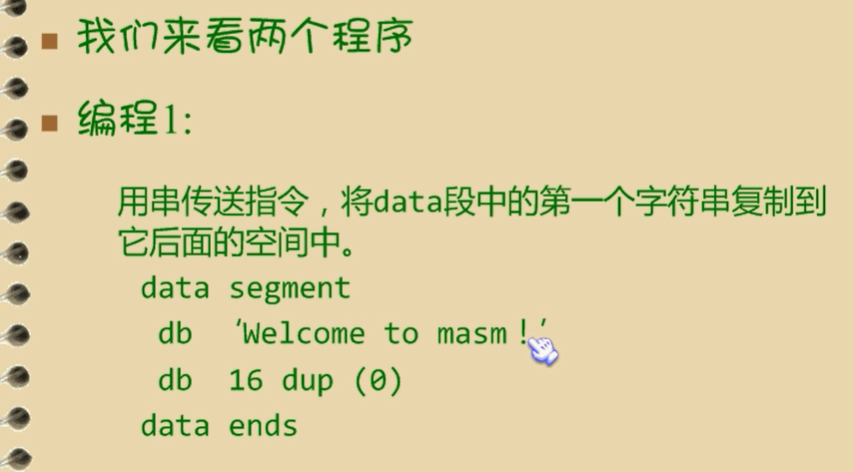 我们来看两个程序
编程1:
用串传送指令，将data段中的第一个字符串复制到
它后面的空间中。
data segment
db ‘Welcome to masm！’
db 16 dup (0)
data ends